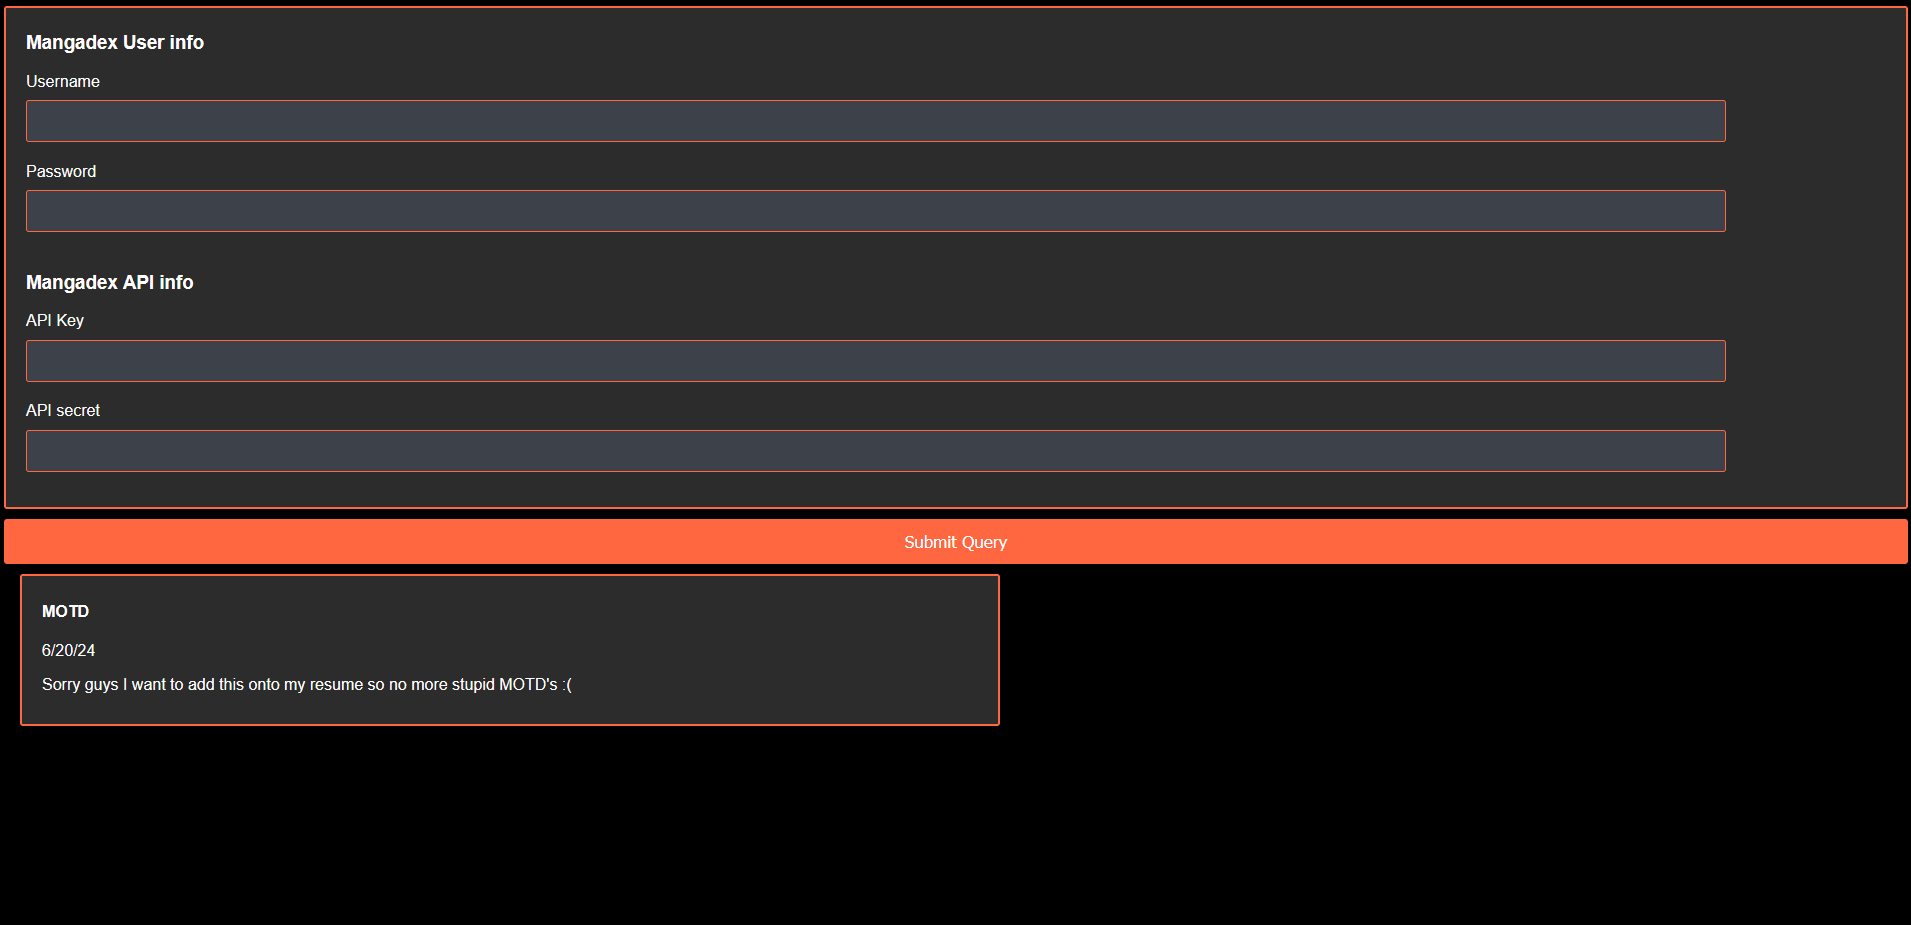 Mangadex User info
Username
Password
Mangadex API info
API Key
API secret
Submit Query
MOTD
6/20/24
Sorry guys I want to add this onto my resume so no more stupid MOTD's :(